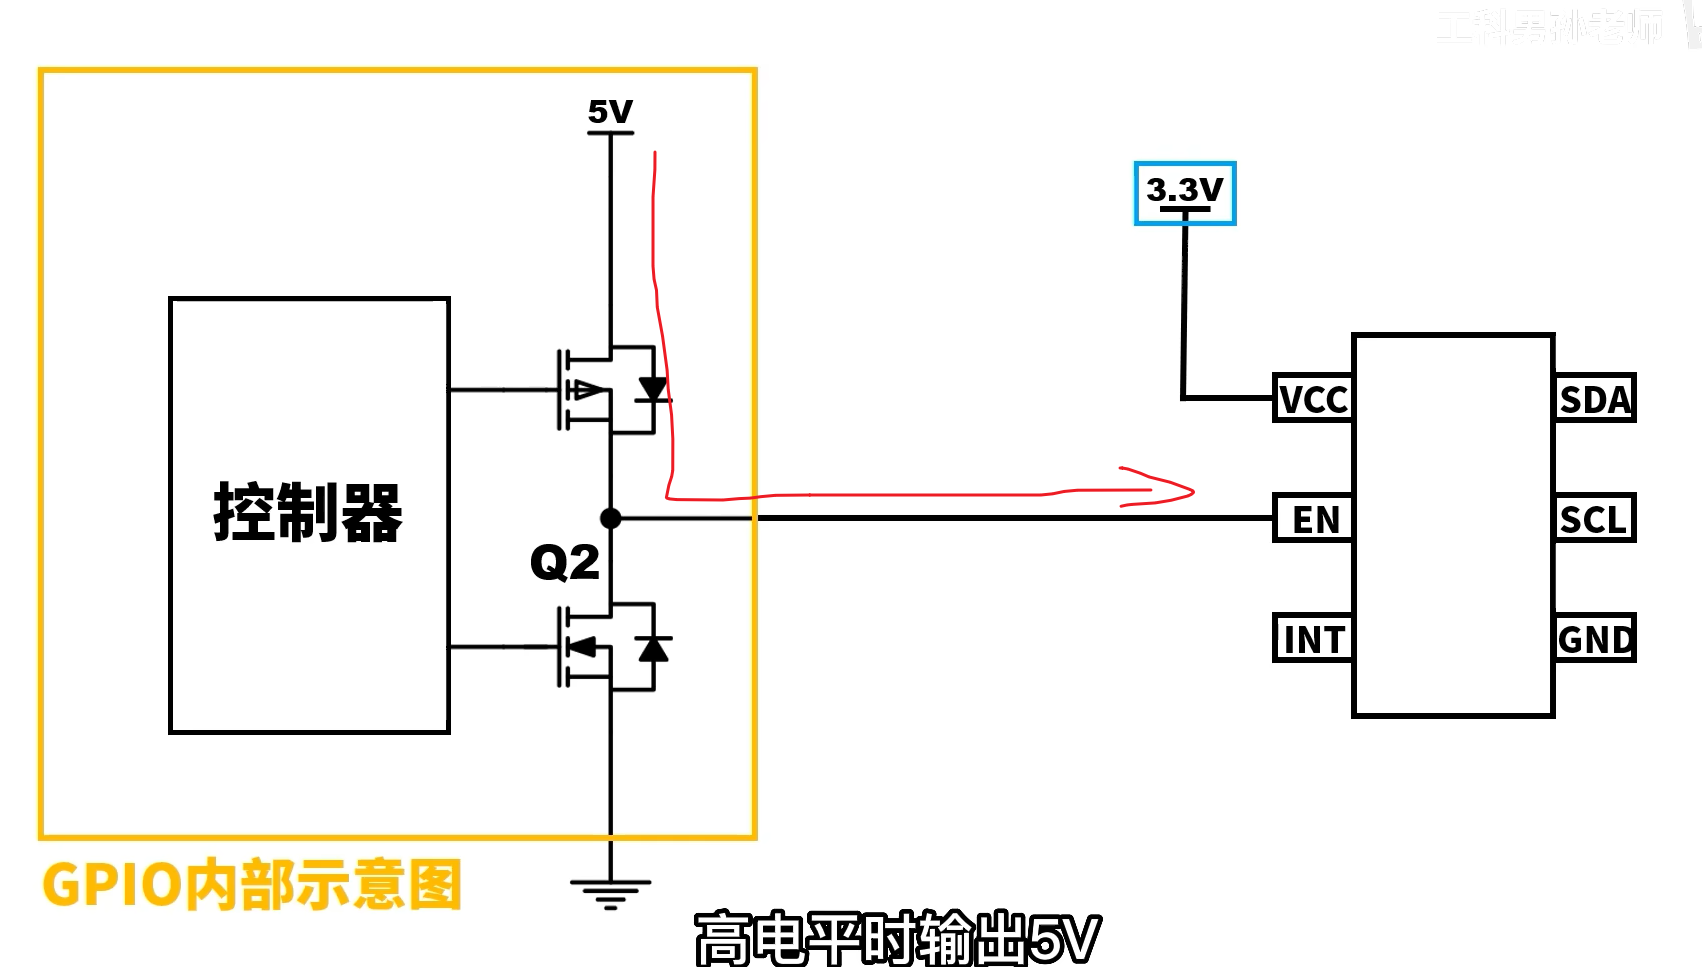 工科男孙老师
5V
3.3V
VCC
SDA
控制器
EN
SCL
Q2
INT
GND
GPIO内部示意图
高电平时输出5V